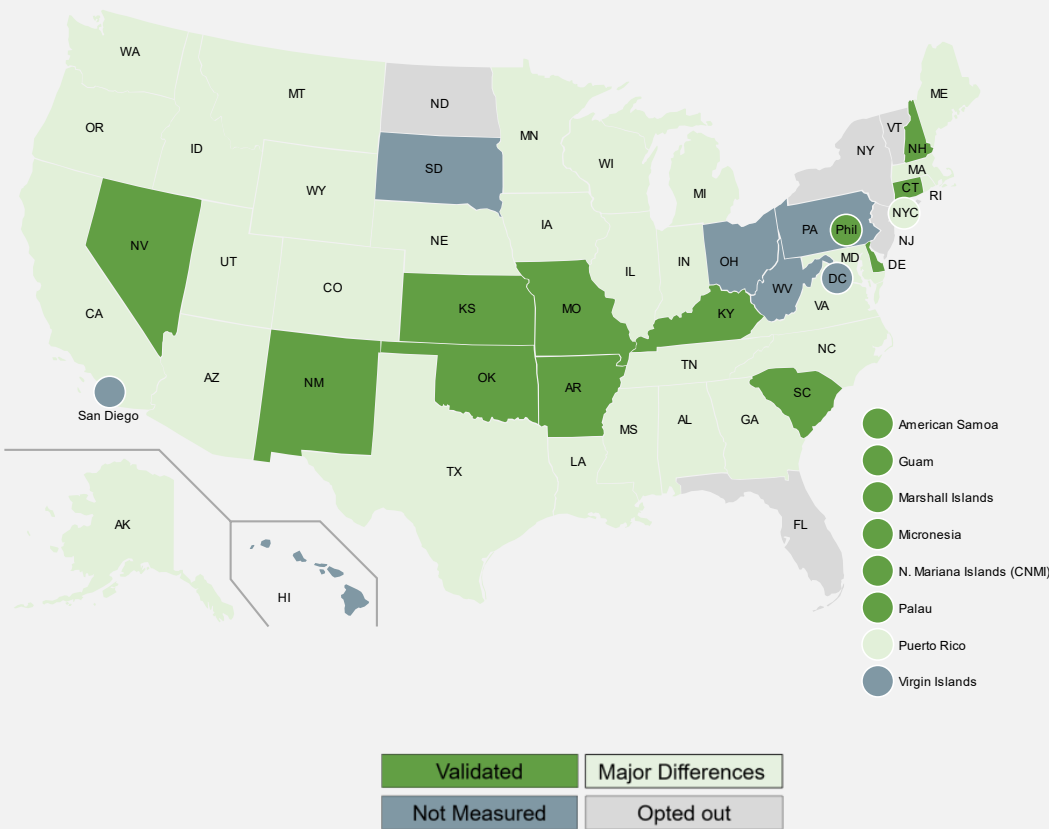 WA
MT
ND
MN
ME
OR
ID
SD
WI
MI
NY
VT
NH
MA
CT
RI
NYC
NJ
WY
IA
NE
PA
Phil
NV
UT
CO
IL
IN
OH
MD
DE
DC
WV
VA
CA
KS
MO
KY
NC
TN
AZ
NM
OK
AR
SC
San Diego
MS
AL
GA
American Samoa
TX
LA
Guam
Marshall Islands
AK
FL
Micronesia
N. Mariana Islands (CNMI)
HI
Palau
Puerto Rico
Virgin Islands
Validated
Major Differences
Not Measured
Opted out